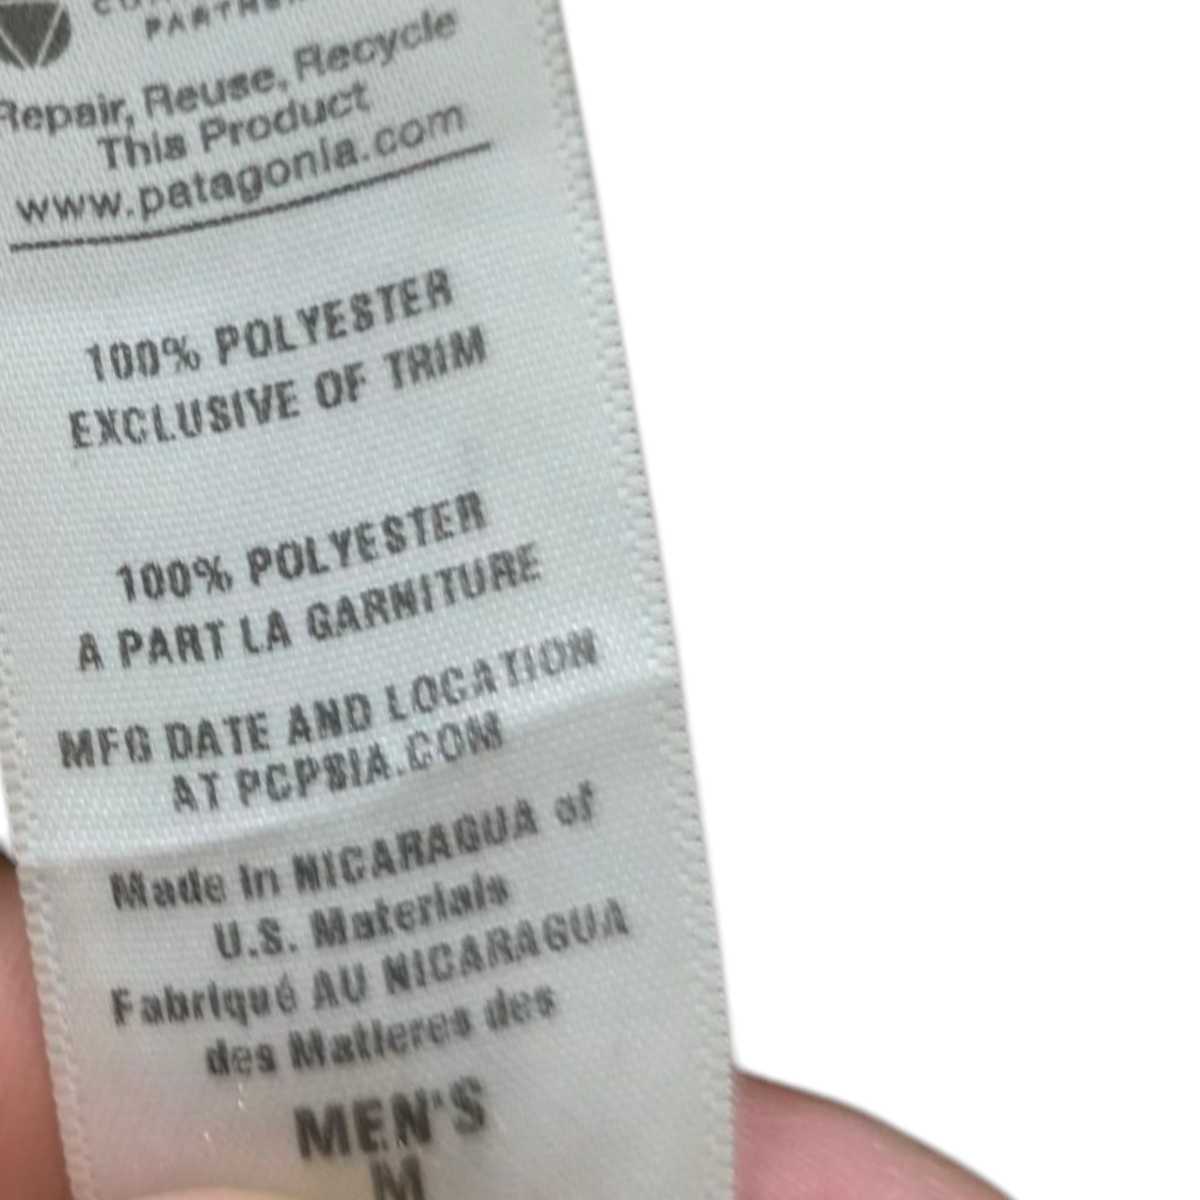 Repair, Reuse, Recycle
This Product
www.patagonia.com
100% POLYESTER
EXCLUSIVE OF TRIM
100% POLYESTER
A PART LA GARNITURE
MFG DATE AND LOCATION
AT PCPSIA.COM
Made In NICARAGUA of
U.S. Materials
Fabriqué AU NICARAGUA
des Matieres des
MEN'S
M